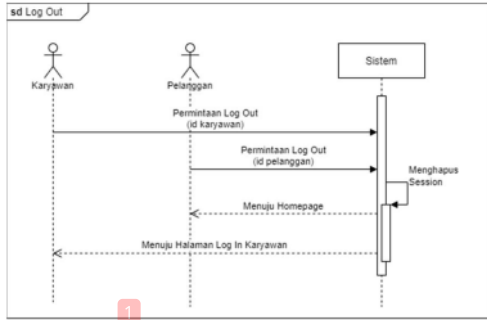 sd Log Out
Karyawan
Pelanggan
Sistem
Permintaan Log Out
(id karyawan)
Permintaan Log Out
(id pelanggan)
Menghapus
Session
Menuju Homepage
Menuju Halaman Log In Karyawan
1